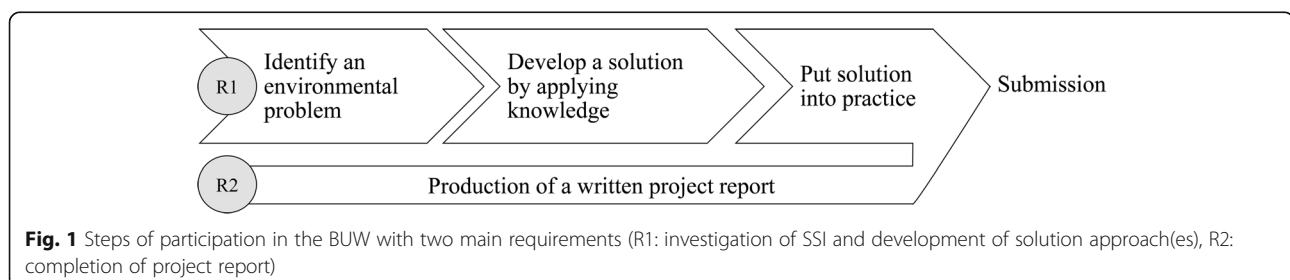 R1
Identify an
environmental
problem
Develop a solution
by applying
knowledge
Put solution
into practice
Submission
R2
Production of a written project report
Fig. 1 Steps of participation in the BUW with two main requirements (R1: investigation of SSI and development of solution approach(es), R2:
completion of project report)